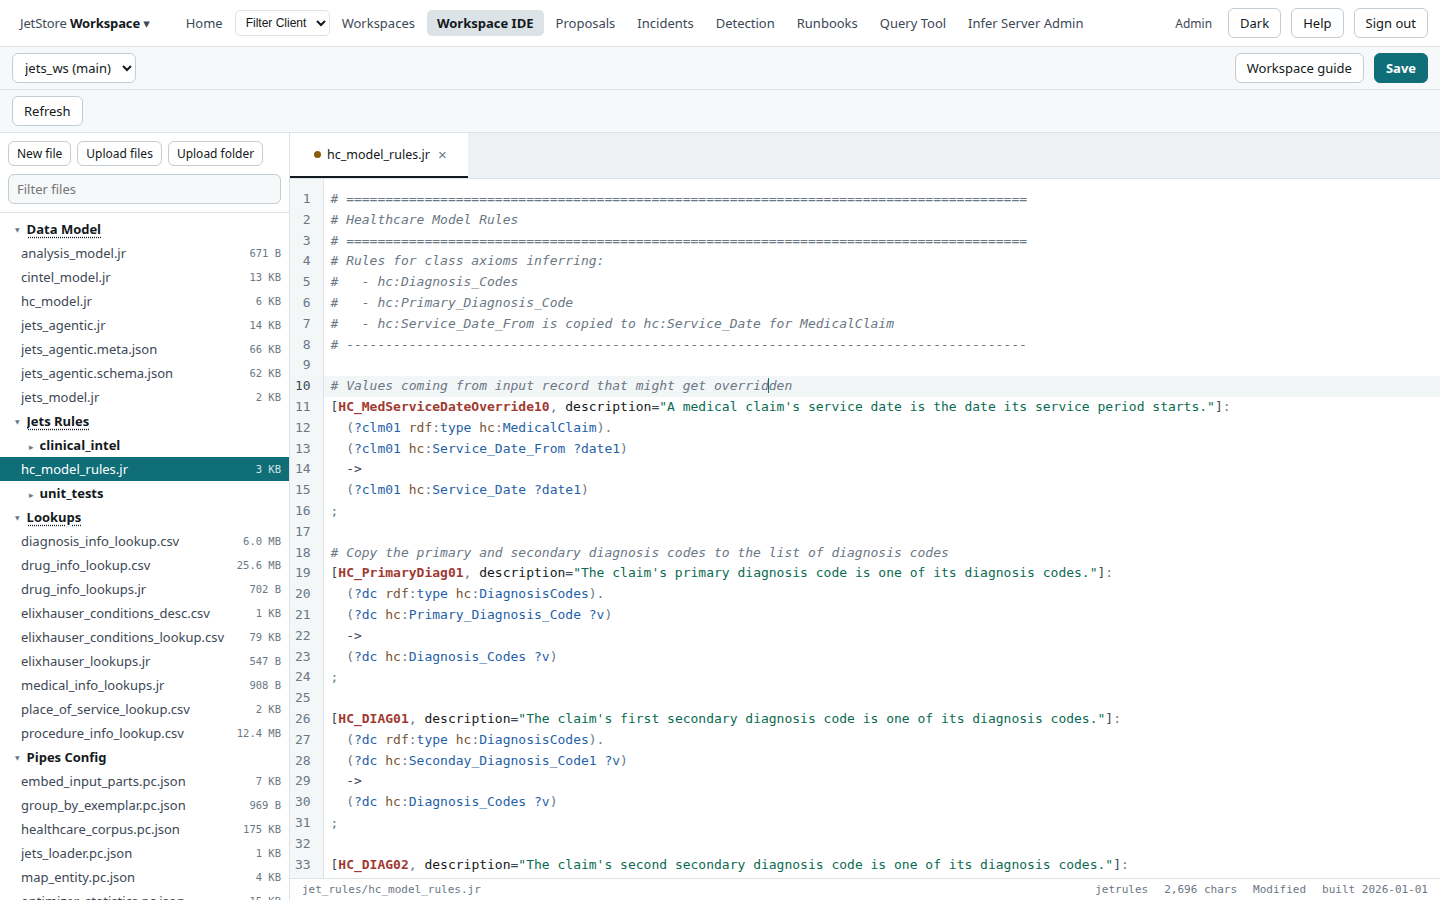 JetStore Workspace ▾ Home Filter Client Workspaces Workspace IDE Proposals Incidents Detection Runbooks Query Tool Infer Server Admin Admin Dark Help Sign out
jets_ws (main) Workspace guide Save
Refresh
New file Upload files Upload folder
Filter files
▾ Data Model
analysis_model.jr 671 B
cintel_model.jr 13 KB
hc_model.jr 6 KB
jets_agentic.jr 14 KB
jets_agentic.meta.json 66 KB
jets_agentic.schema.json 62 KB
jets_model.jr 2 KB
▾ Jets Rules
▸ clinical_intel
hc_model_rules.jr 3 KB
▸ unit_tests
▾ Lookups
diagnosis_info_lookup.csv 6.0 MB
drug_info_lookup.csv 25.6 MB
drug_info_lookups.jr 702 B
elixhauser_conditions_desc.csv 1 KB
elixhauser_conditions_lookup.csv 79 KB
elixhauser_lookups.jr 547 B
medical_info_lookups.jr 908 B
place_of_service_lookup.csv 2 KB
procedure_info_lookup.csv 12.4 MB
▾ Pipes Config
embed_input_parts.pc.json 7 KB
group_by_exemplar.pc.json 969 B
healthcare_corpus.pc.json 175 KB
jets_loader.pc.json 1 KB
map_entity.pc.json 4 KB
● hc_model_rules.jr ×
1 # =======================================================================================
2 # Healthcare Model Rules
3 # =======================================================================================
4 # Rules for class axioms inferring:
5 #   - hc:Diagnosis_Codes
6 #   - hc:Primary_Diagnosis_Code
7 #   - hc:Service_Date_From is copied to hc:Service_Date for MedicalClaim
8 # ---------------------------------------------------------------------------------------
9
10 # Values coming from input record that might get overridden
11 [HC_MedServiceDateOverride10, description="A medical claim's service date is the date its service period starts."]:
12   (?clm01 rdf:type hc:MedicalClaim).
13   (?clm01 hc:Service_Date_From ?date1)
14   ->
15   (?clm01 hc:Service_Date ?date1)
16 ;
17
18 # Copy the primary and secondary diagnosis codes to the list of diagnosis codes
19 [HC_PrimaryDiag01, description="The claim's primary diagnosis code is one of its diagnosis codes."]:
20   (?dc rdf:type hc:DiagnosisCodes).
21   (?dc hc:Primary_Diagnosis_Code ?v)
22   ->
23   (?dc hc:Diagnosis_Codes ?v)
24 ;
25
26 [HC_DIAG01, description="The claim's first secondary diagnosis code is one of its diagnosis codes."]:
27   (?dc rdf:type hc:DiagnosisCodes).
28   (?dc hc:Seconday_Diagnosis_Code1 ?v)
29   ->
30   (?dc hc:Diagnosis_Codes ?v)
31 ;
32
33 [HC_DIAG02, description="The claim's second secondary diagnosis code is one of its diagnosis codes."]:
jet_rules/hc_model_rules.jr jetrules 2,696 chars Modified built 2026-01-01